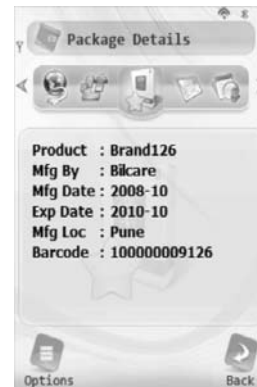 Package Details
Product : Brand126
Mfg By : Bilcare
Mfg Date : 2008-10
Exp Date : 2010-10
Mfg Loc : Pune
Barcode : 100000009126
Options Back